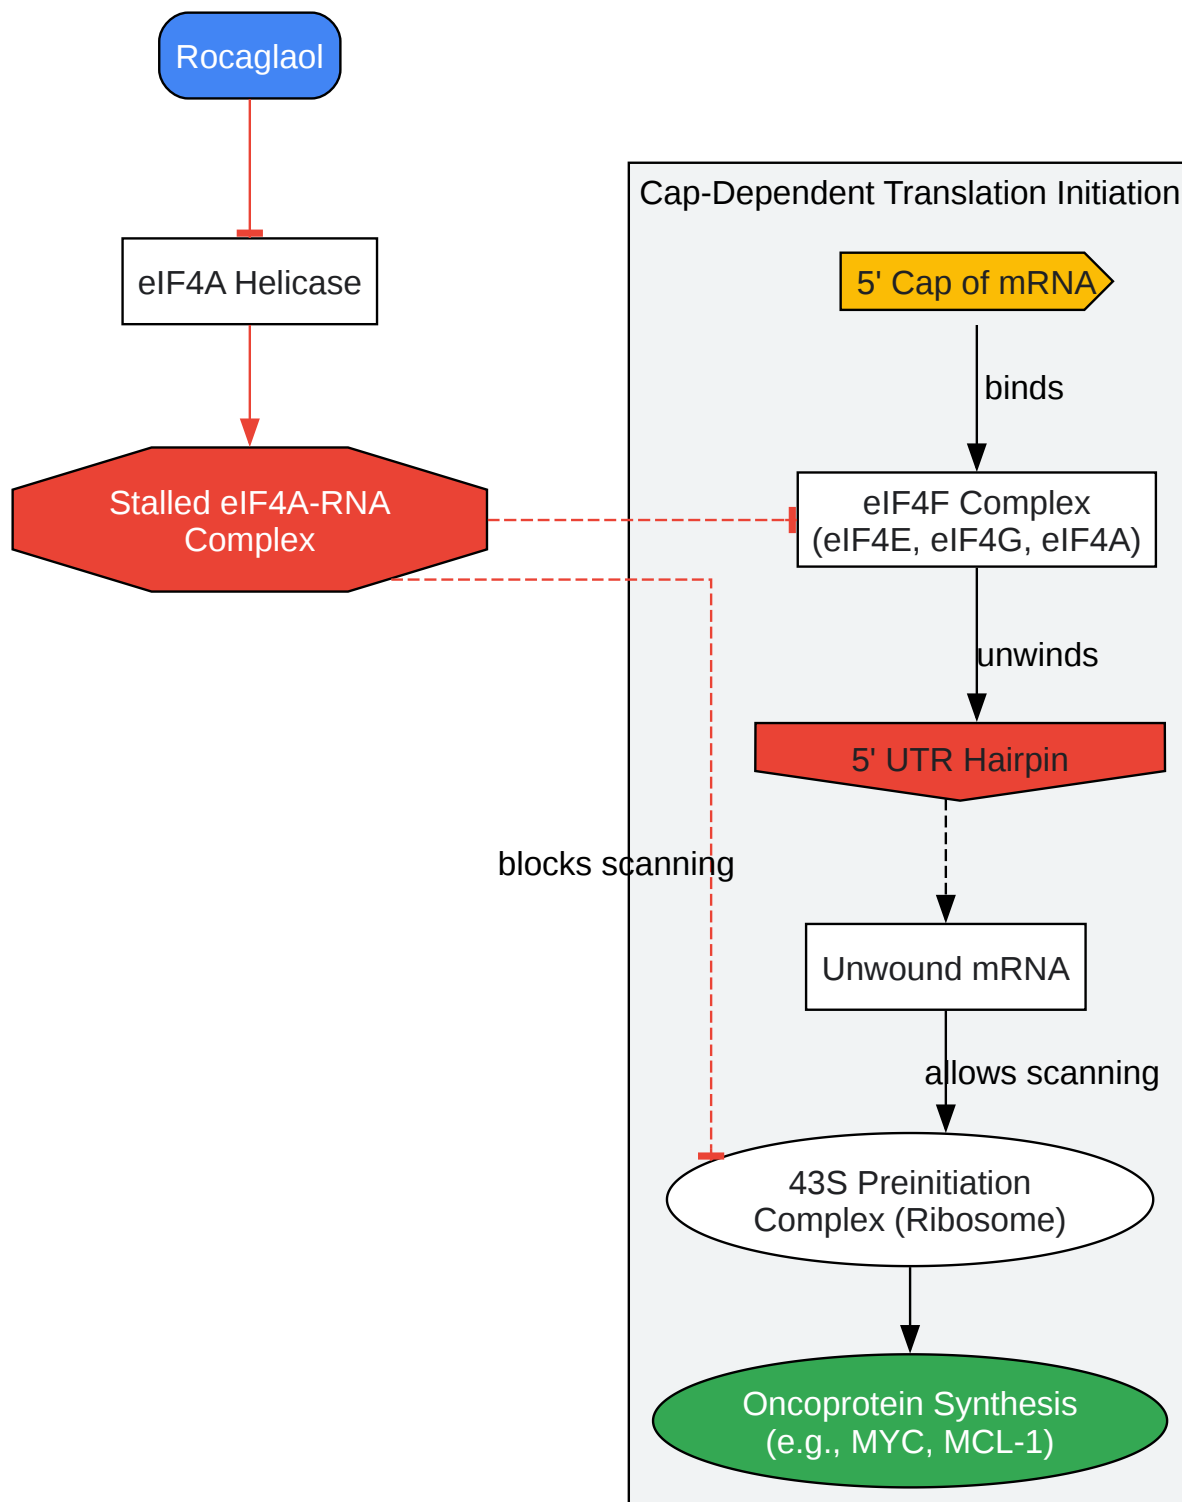 Rocaglaol
eIF4A Helicase
Stalled eIF4A-RNA
Complex
Cap-Dependent Translation Initiation
5' Cap of mRNA
binds
eIF4F Complex
(eIF4E, eIF4G, eIF4A)
unwinds
5' UTR Hairpin
blocks scanning
Unwound mRNA
allows scanning
43S Preinitiation
Complex (Ribosome)
Oncoprotein Synthesis
(e.g., MYC, MCL-1)